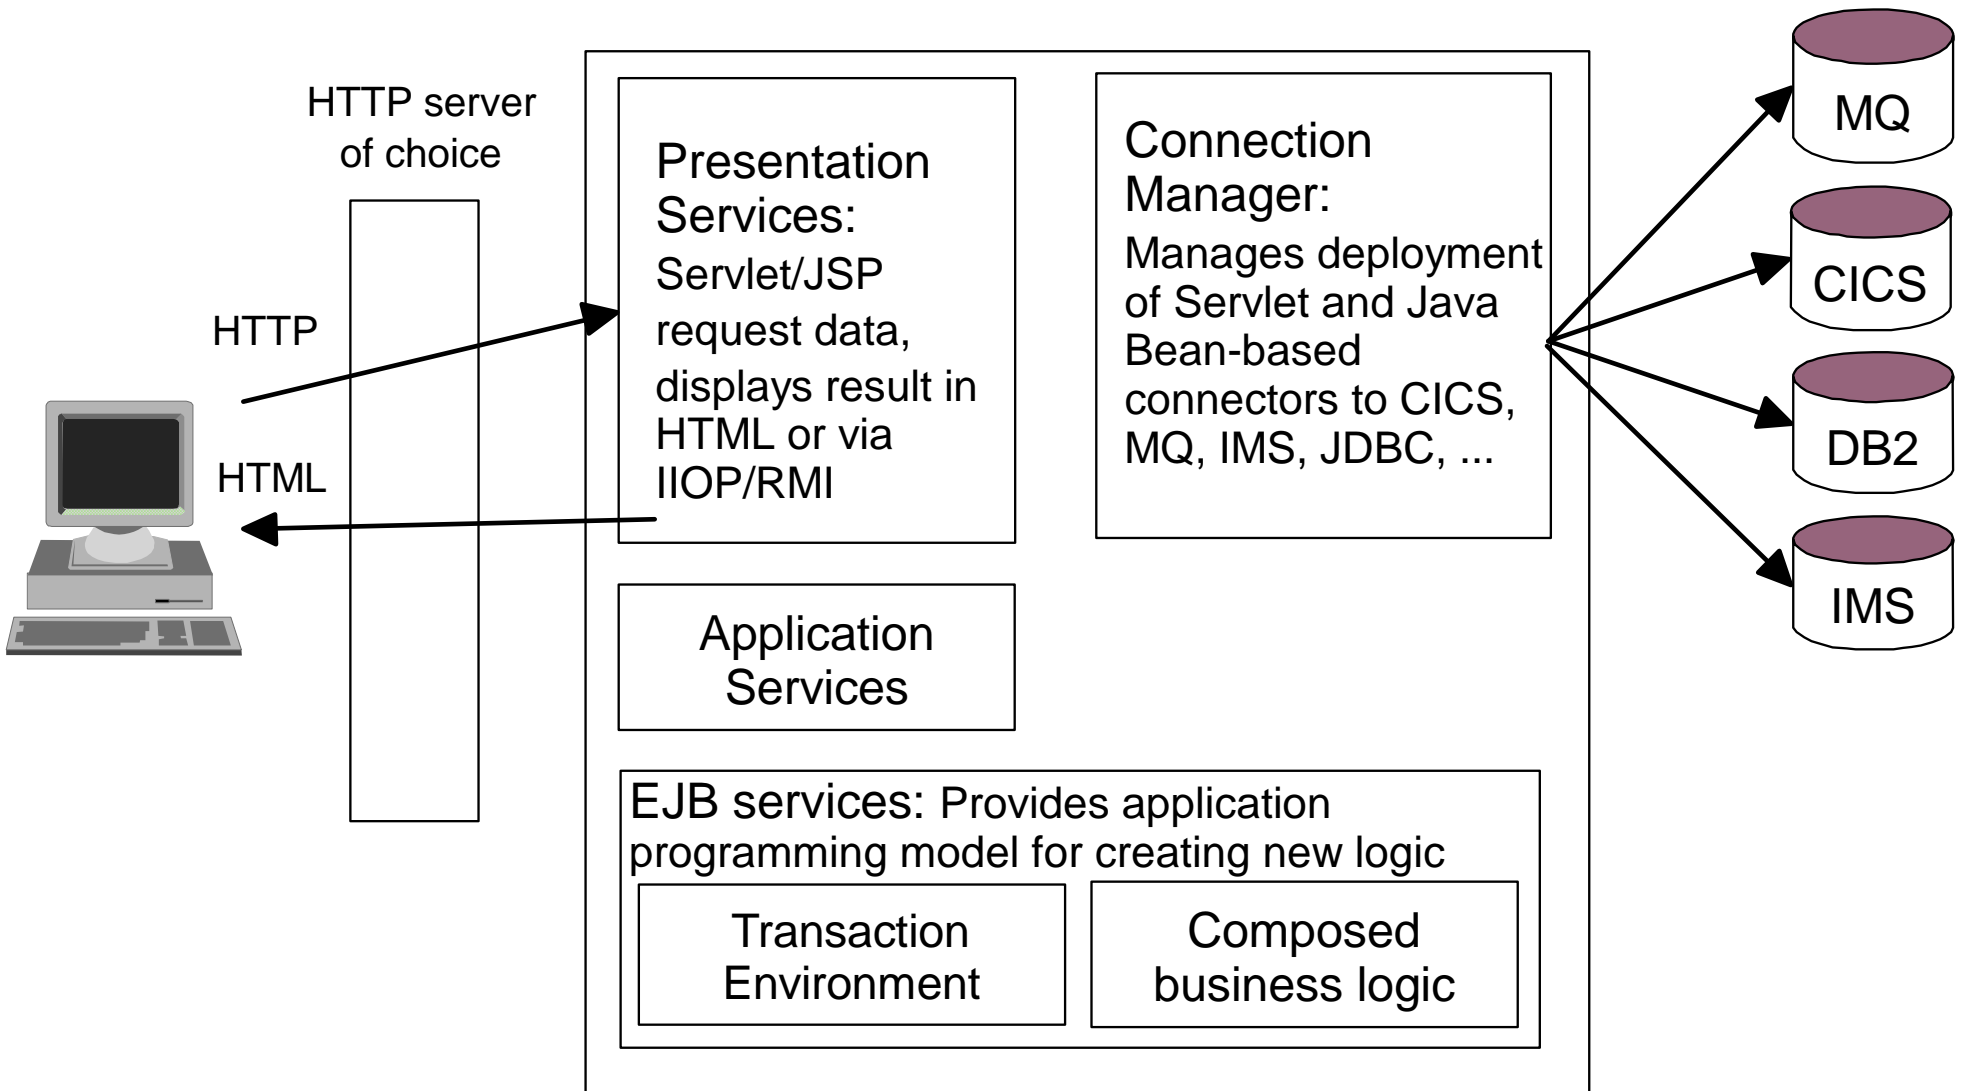 HTTP server
of choice
HTTP
HTML
Presentation
Services:
Servlet/JSP
request data,
displays result in
HTML or via
IIOP/RMI
Connection
Manager:
Manages deployment
of Servlet and Java
Bean-based
connectors to CICS,
MQ, IMS, JDBC, ...
MQ
CICS
DB2
IMS
Application
Services
EJB services: Provides application
programming model for creating new logic
Transaction
Environment
Composed
business logic